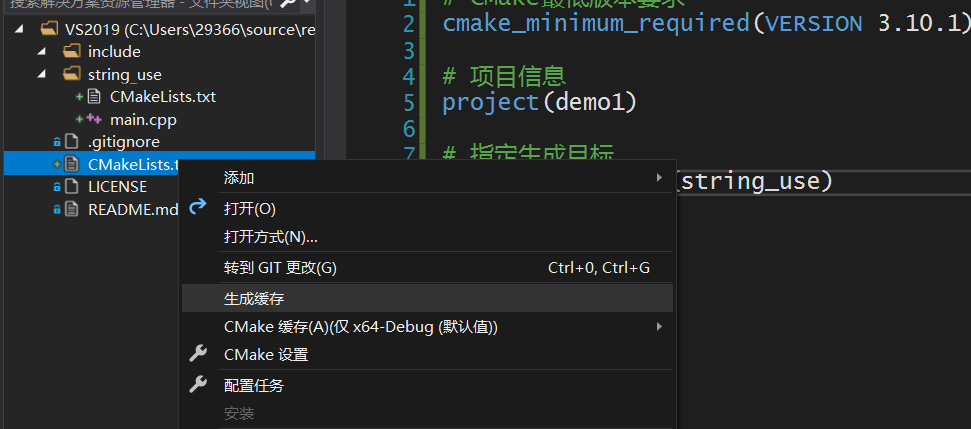 搜索解决方案资源管理器 - 文件夹视图(
VS2019 (C:\Users\29366\source\re
include
string_use
CMakeLists.txt
main.cpp
.gitignore
CMakeLists.t
LICENSE
README.md
1 # CMake最低版本要求
2 cmake_minimum_required(VERSION 3.10.1)
3
4 # 项目信息
5 project(demo1)
6
7 # 指定生成目标
(string_use)
添加
打开(O)
打开方式(N)...
转到 GIT 更改(G) Ctrl+0, Ctrl+G
生成缓存
CMake 缓存(A)(仅 x64-Debug (默认值))
CMake 设置
配置任务
安装